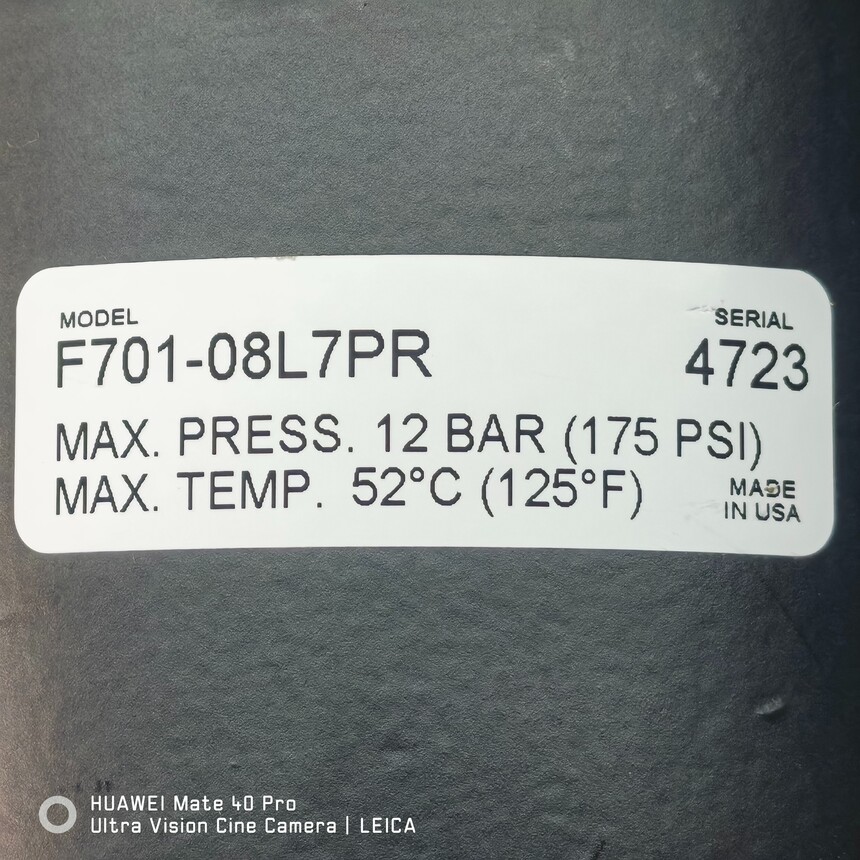 MODEL
SERIAL
F701-08L7PR
4723
MAX. PRESS. 12 BAR (175 PSI)
MAX. TEMP. 52°C (125°F)
MADE
IN USA
HUAWEI Mate 40 Pro
Ultra Vision Cine Camera | LEICA